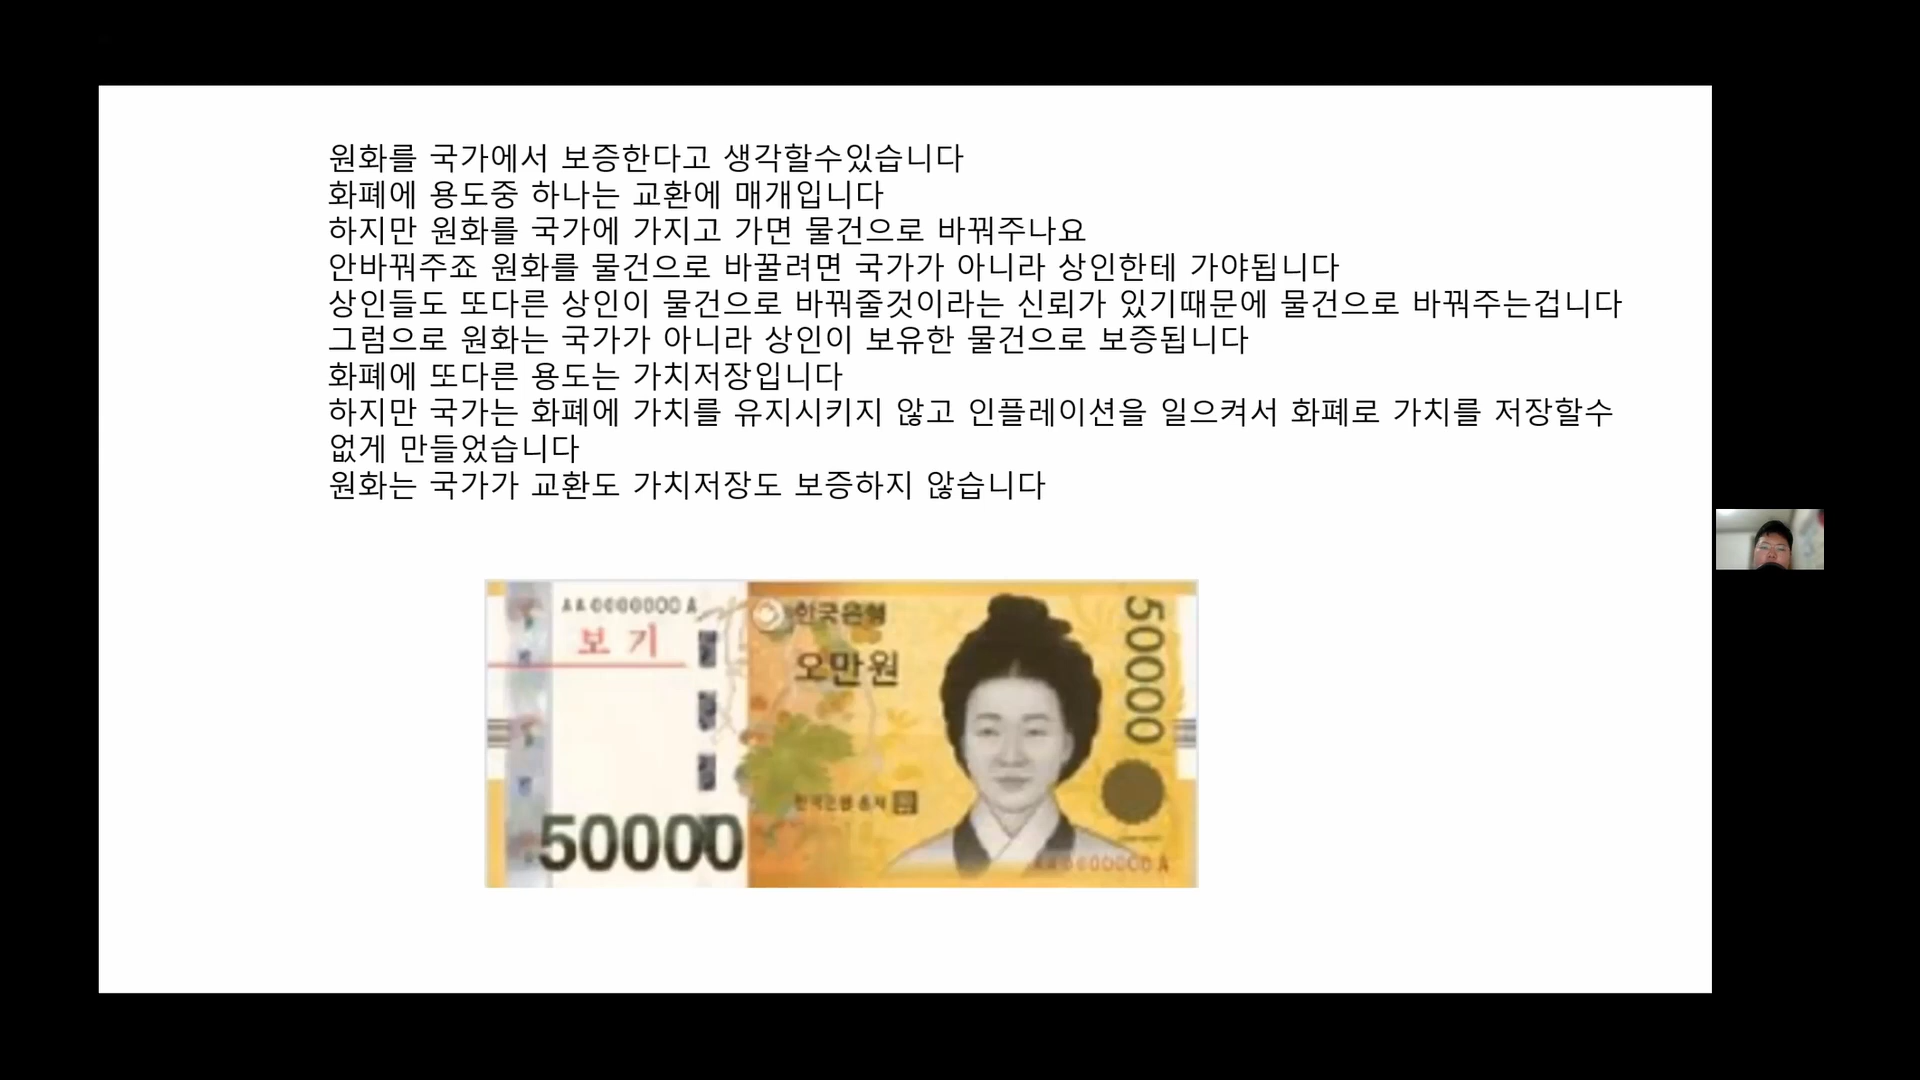 원화를 국가에서 보증한다고 생각할수있습니다
화폐에 용도중 하나는 교환에 매개입니다
하지만 원화를 국가에 가지고 가면 물건으로 바꿔주나요
안바꿔주죠 원화를 물건으로 바꿀려면 국가가 아니라 상인한테 가야됩니다
상인들도 또다른 상인이 물건으로 바꿔줄것이라는 신뢰가 있기때문에 물건으로 바꿔주는겁니다
그럼으로 원화는 국가가 아니라 상인이 보유한 물건으로 보증됩니다
화폐에 또다른 용도는 가치저장입니다
하지만 국가는 화폐에 가치를 유지시키지 않고 인플레이션을 일으켜서 화폐로 가치를 저장할수
없게 만들었습니다
원화는 국가가 교환도 가치저장도 보증하지 않습니다
AA0000000A
보기
한국은행
오만원
50000
한국은행 총재
50000
AA0000000A